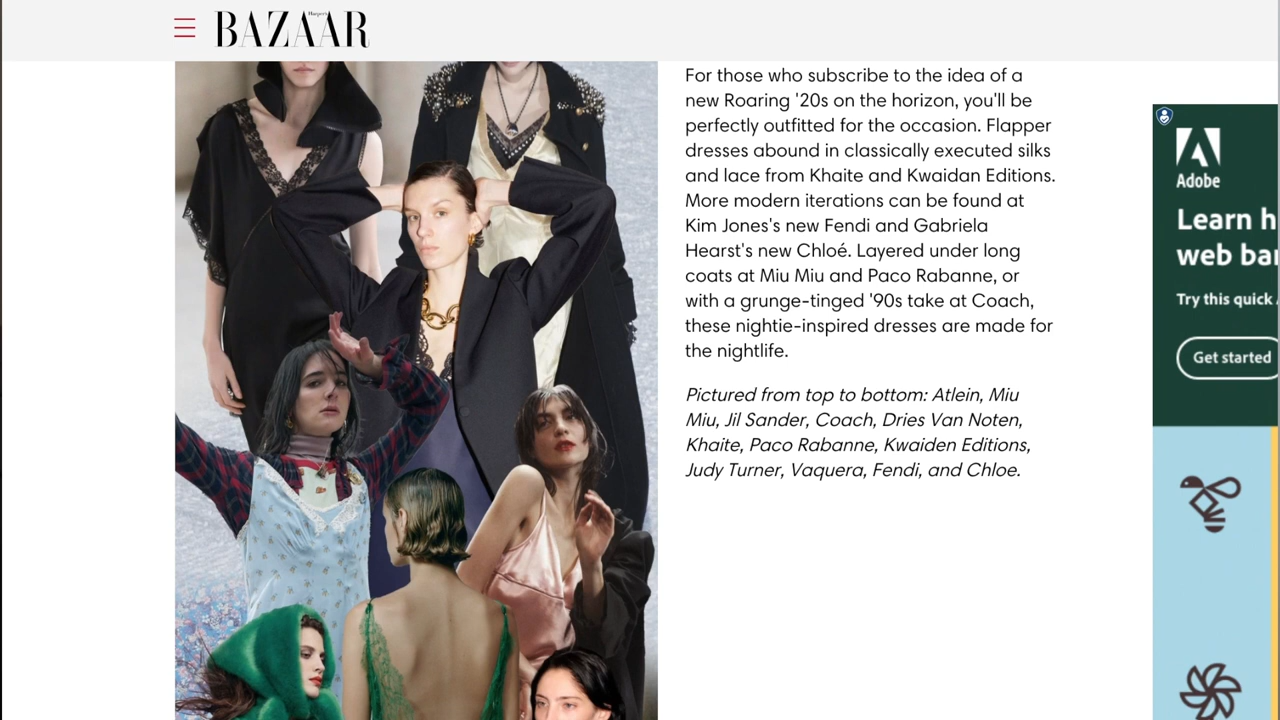 Harper's
BAZAAR
For those who subscribe to the idea of a
new Roaring '20s on the horizon, you'll be
perfectly outfitted for the occasion. Flapper
dresses abound in classically executed silks
and lace from Khaite and Kwaidan Editions.
More modern iterations can be found at
Kim Jones's new Fendi and Gabriela
Hearst's new Chloé. Layered under long
coats at Miu Miu and Paco Rabanne, or
with a grunge-tinged '90s take at Coach,
these nightie-inspired dresses are made for
the nightlife.
Pictured from top to bottom: Atlein, Miu
Miu, Jil Sander, Coach, Dries Van Noten,
Khaite, Paco Rabanne, Kwaiden Editions,
Judy Turner, Vaquera, Fendi, and Chloe.
Adobe
Learn h
web ba
Try this quick
Get started